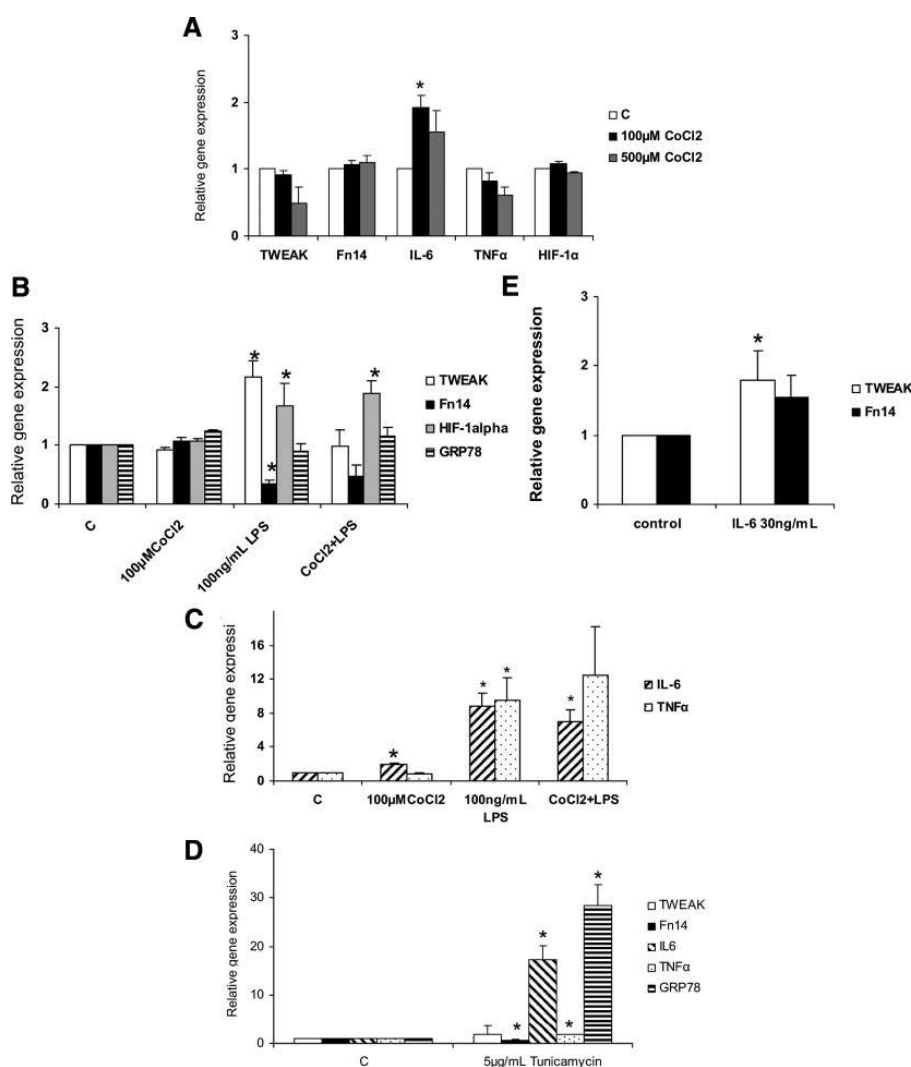 A
Relative gene expression
3
2
1
0
*
TWEAK Fn14 IL-6 TNFα HIF-1α
C
100µM CoCl2
500µM CoCl2
B
Relative gene expression
3
2
1
0
* * * *
C 100µMCoCl2 100ng/mL LPS CoCl2+LPS
TWEAK
Fn14
HIF-1alpha
GRP78
E
Relative gene expression
3
2
1
0
*
control IL-6 30ng/mL
TWEAK
Fn14
C
Relative gene expressi
16
12
8
4
0
* * * *
C 100µMCoCl2 100ng/mL CoCl2+LPS
LPS
IL-6
TNFα
D
Relative gene expression
40
30
20
10
0
* * * *
C 5µg/mL Tunicamycin
TWEAK
Fn14
IL6
TNFα
GRP78